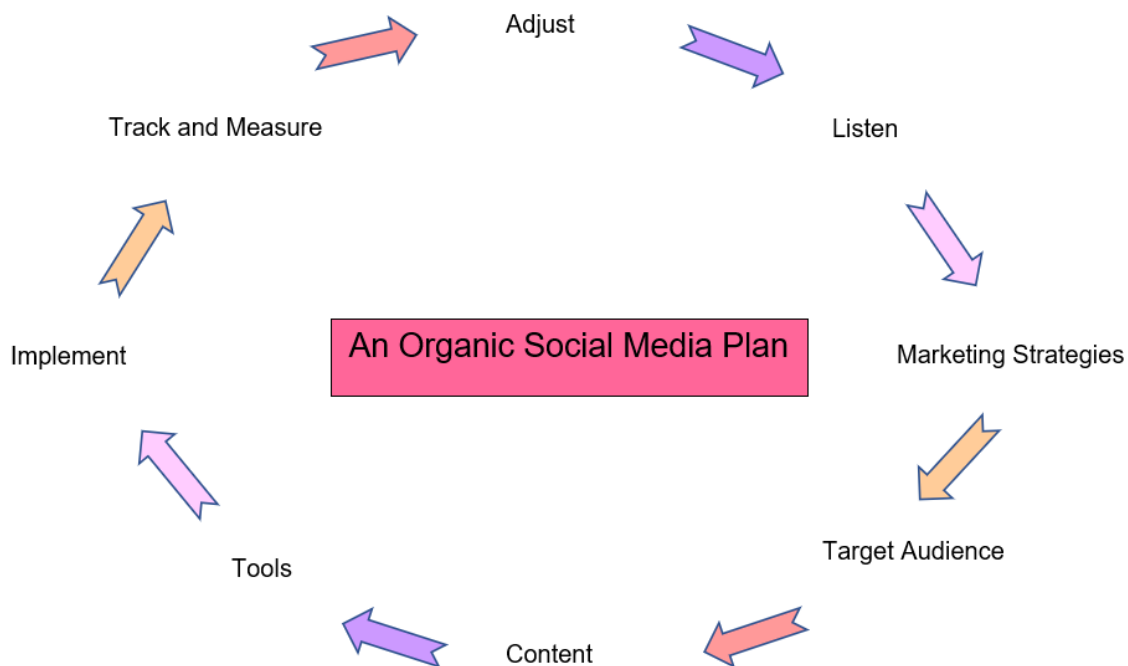 Adjust
Track and Measure
Listen
An Organic Social Media Plan
Implement
Marketing Strategies
Target Audience
Tools
Content